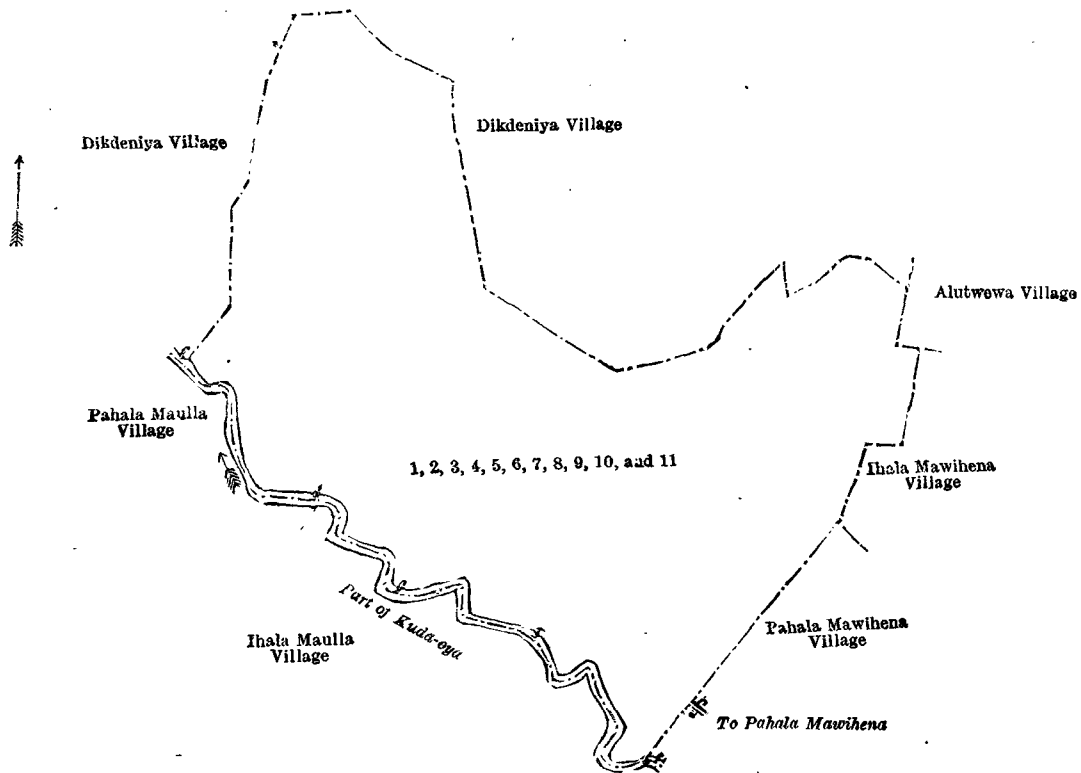 Dikdeniya Village
Dikdeniya Village
Alutwewa Village
Pahala Maulla
Village
1, 2, 3, 4, 5, 6, 7, 8, 9, 10, and 11
Ihala Mawihena
Village
Part of Kuda-oya
Ihala Maulla
Village
Pahala Mawihena
Village
To Pahala Mawihena